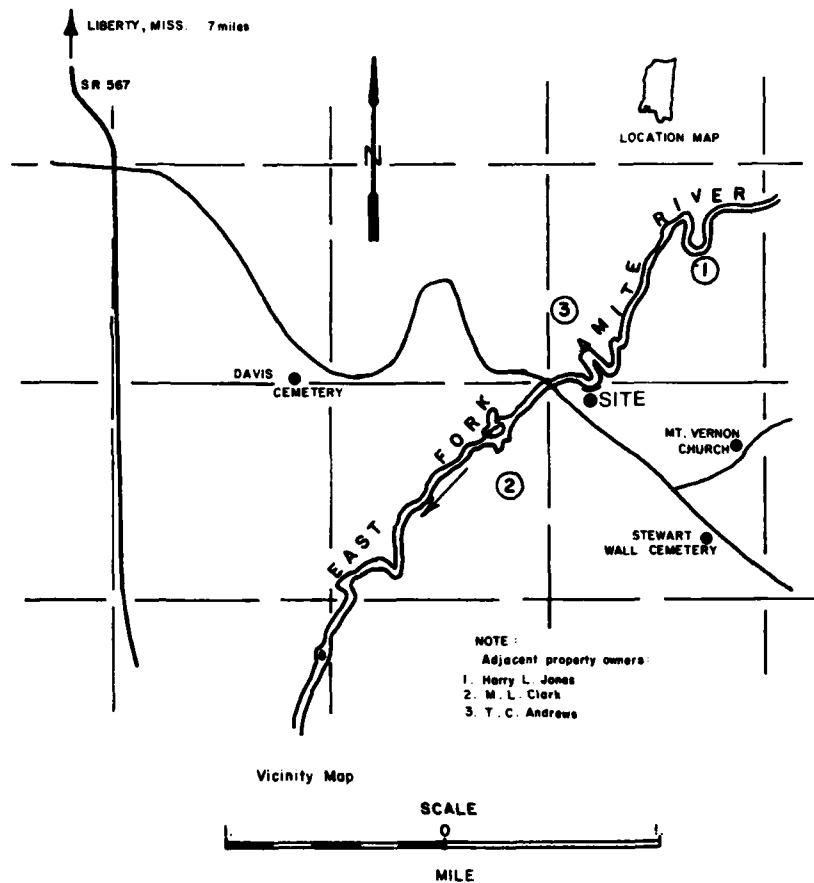 LIBERTY, MISS. 7 miles
SR 567
N
LOCATION MAP
AMITE RIVER
1
3
DAVIS
CEMETERY
SITE
EAST FORK
MT. VERNON
CHURCH
2
STEWART
WALL CEMETERY
NOTE :
Adjacent property owners:
1. Harry L. Jones
2. M. L. Clark
3. T. C. Andrews
Vicinity Map
SCALE
1 0 1
MILE